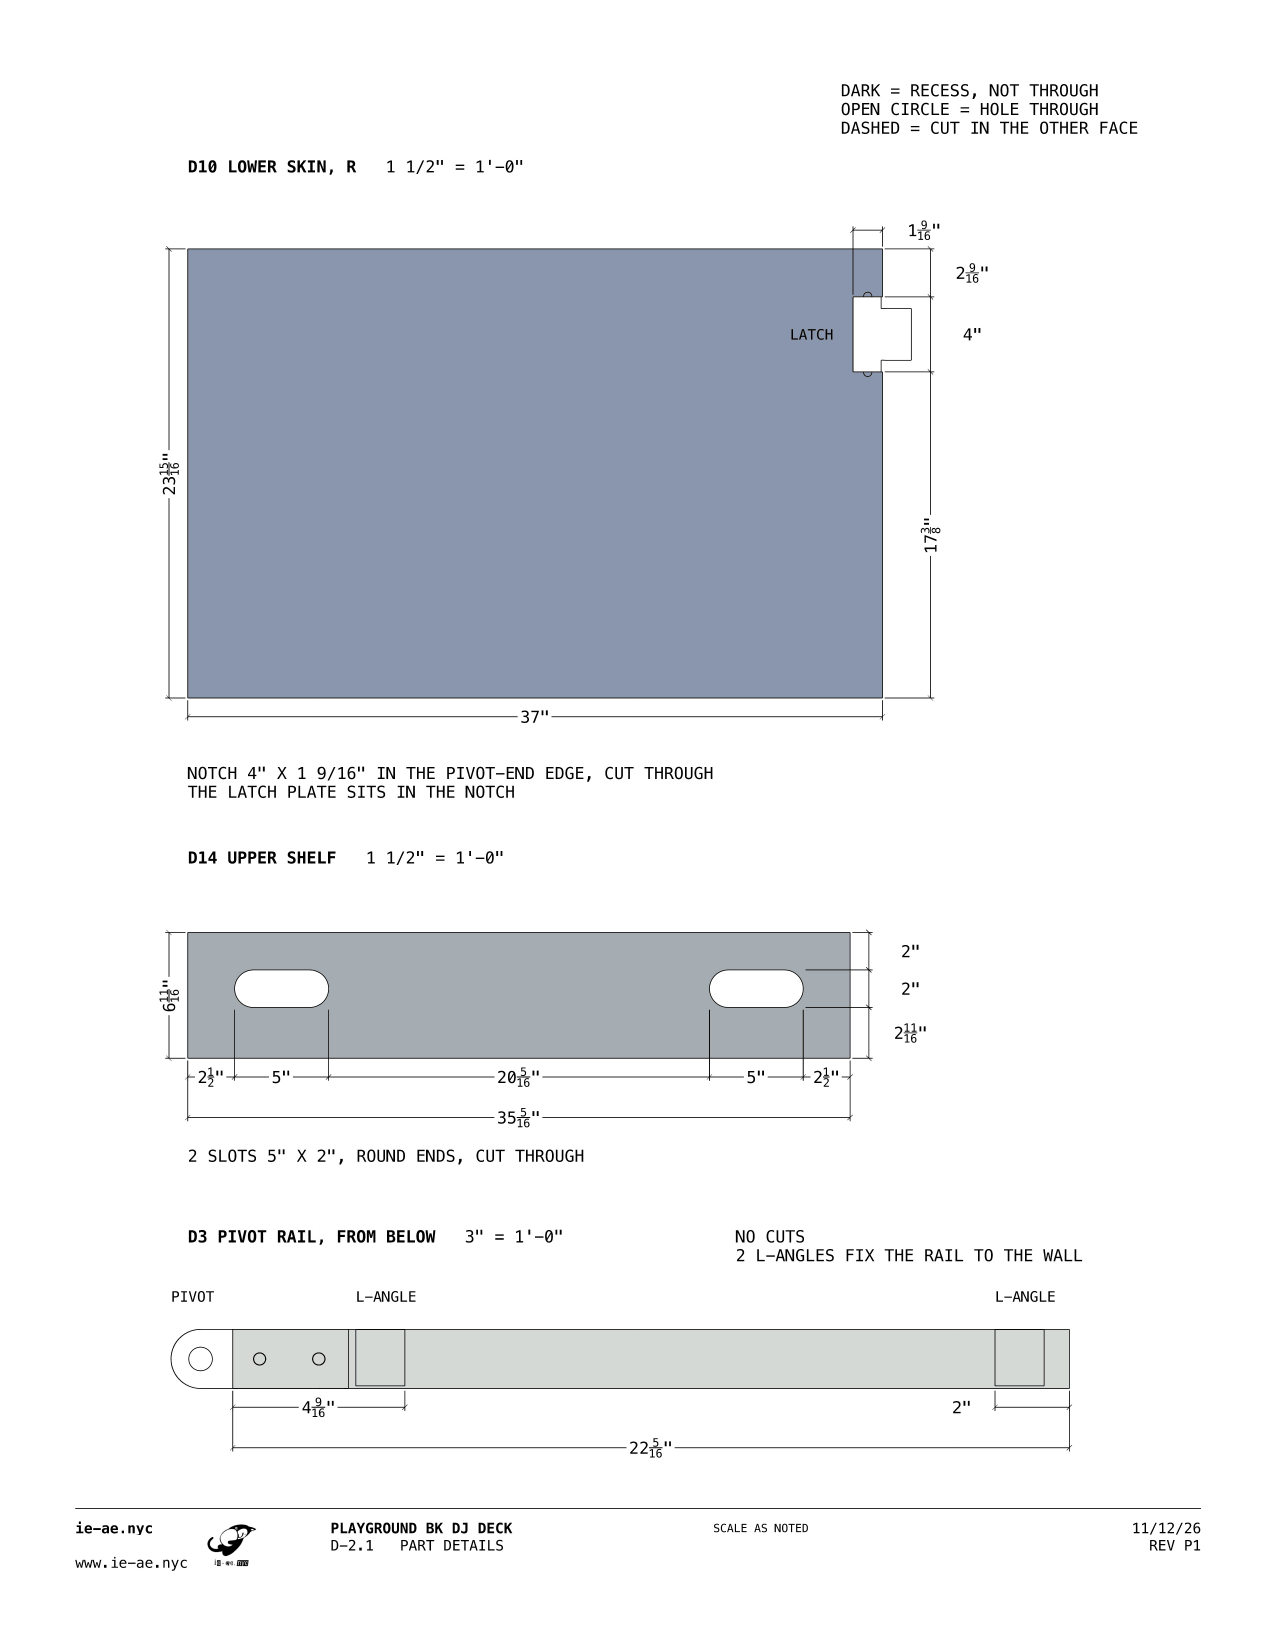 DARK = RECESS, NOT THROUGH
OPEN CIRCLE = HOLE THROUGH
DASHED = CUT IN THE OTHER FACE
D10 LOWER SKIN, R 1 1/2" = 1'-0"
1 9/16"
2 9/16"
LATCH
4"
23 15/16"
17 3/8"
37"
NOTCH 4" X 1 9/16" IN THE PIVOT-END EDGE, CUT THROUGH
THE LATCH PLATE SITS IN THE NOTCH
D14 UPPER SHELF 1 1/2" = 1'-0"
2"
6 11/16"
2"
2 11/16"
2 1/2" 5" 20 5/16" 5" 2 1/2"
35 5/16"
2 SLOTS 5" X 2", ROUND ENDS, CUT THROUGH
D3 PIVOT RAIL, FROM BELOW 3" = 1'-0"
NO CUTS
2 L-ANGLES FIX THE RAIL TO THE WALL
PIVOT L-ANGLE L-ANGLE
4 9/16" 2"
22 5/16"
ie-ae.nyc
www.ie-ae.nyc
ie-ae.nyc
PLAYGROUND BK DJ DECK
D-2.1 PART DETAILS
SCALE AS NOTED
11/12/26
REV P1